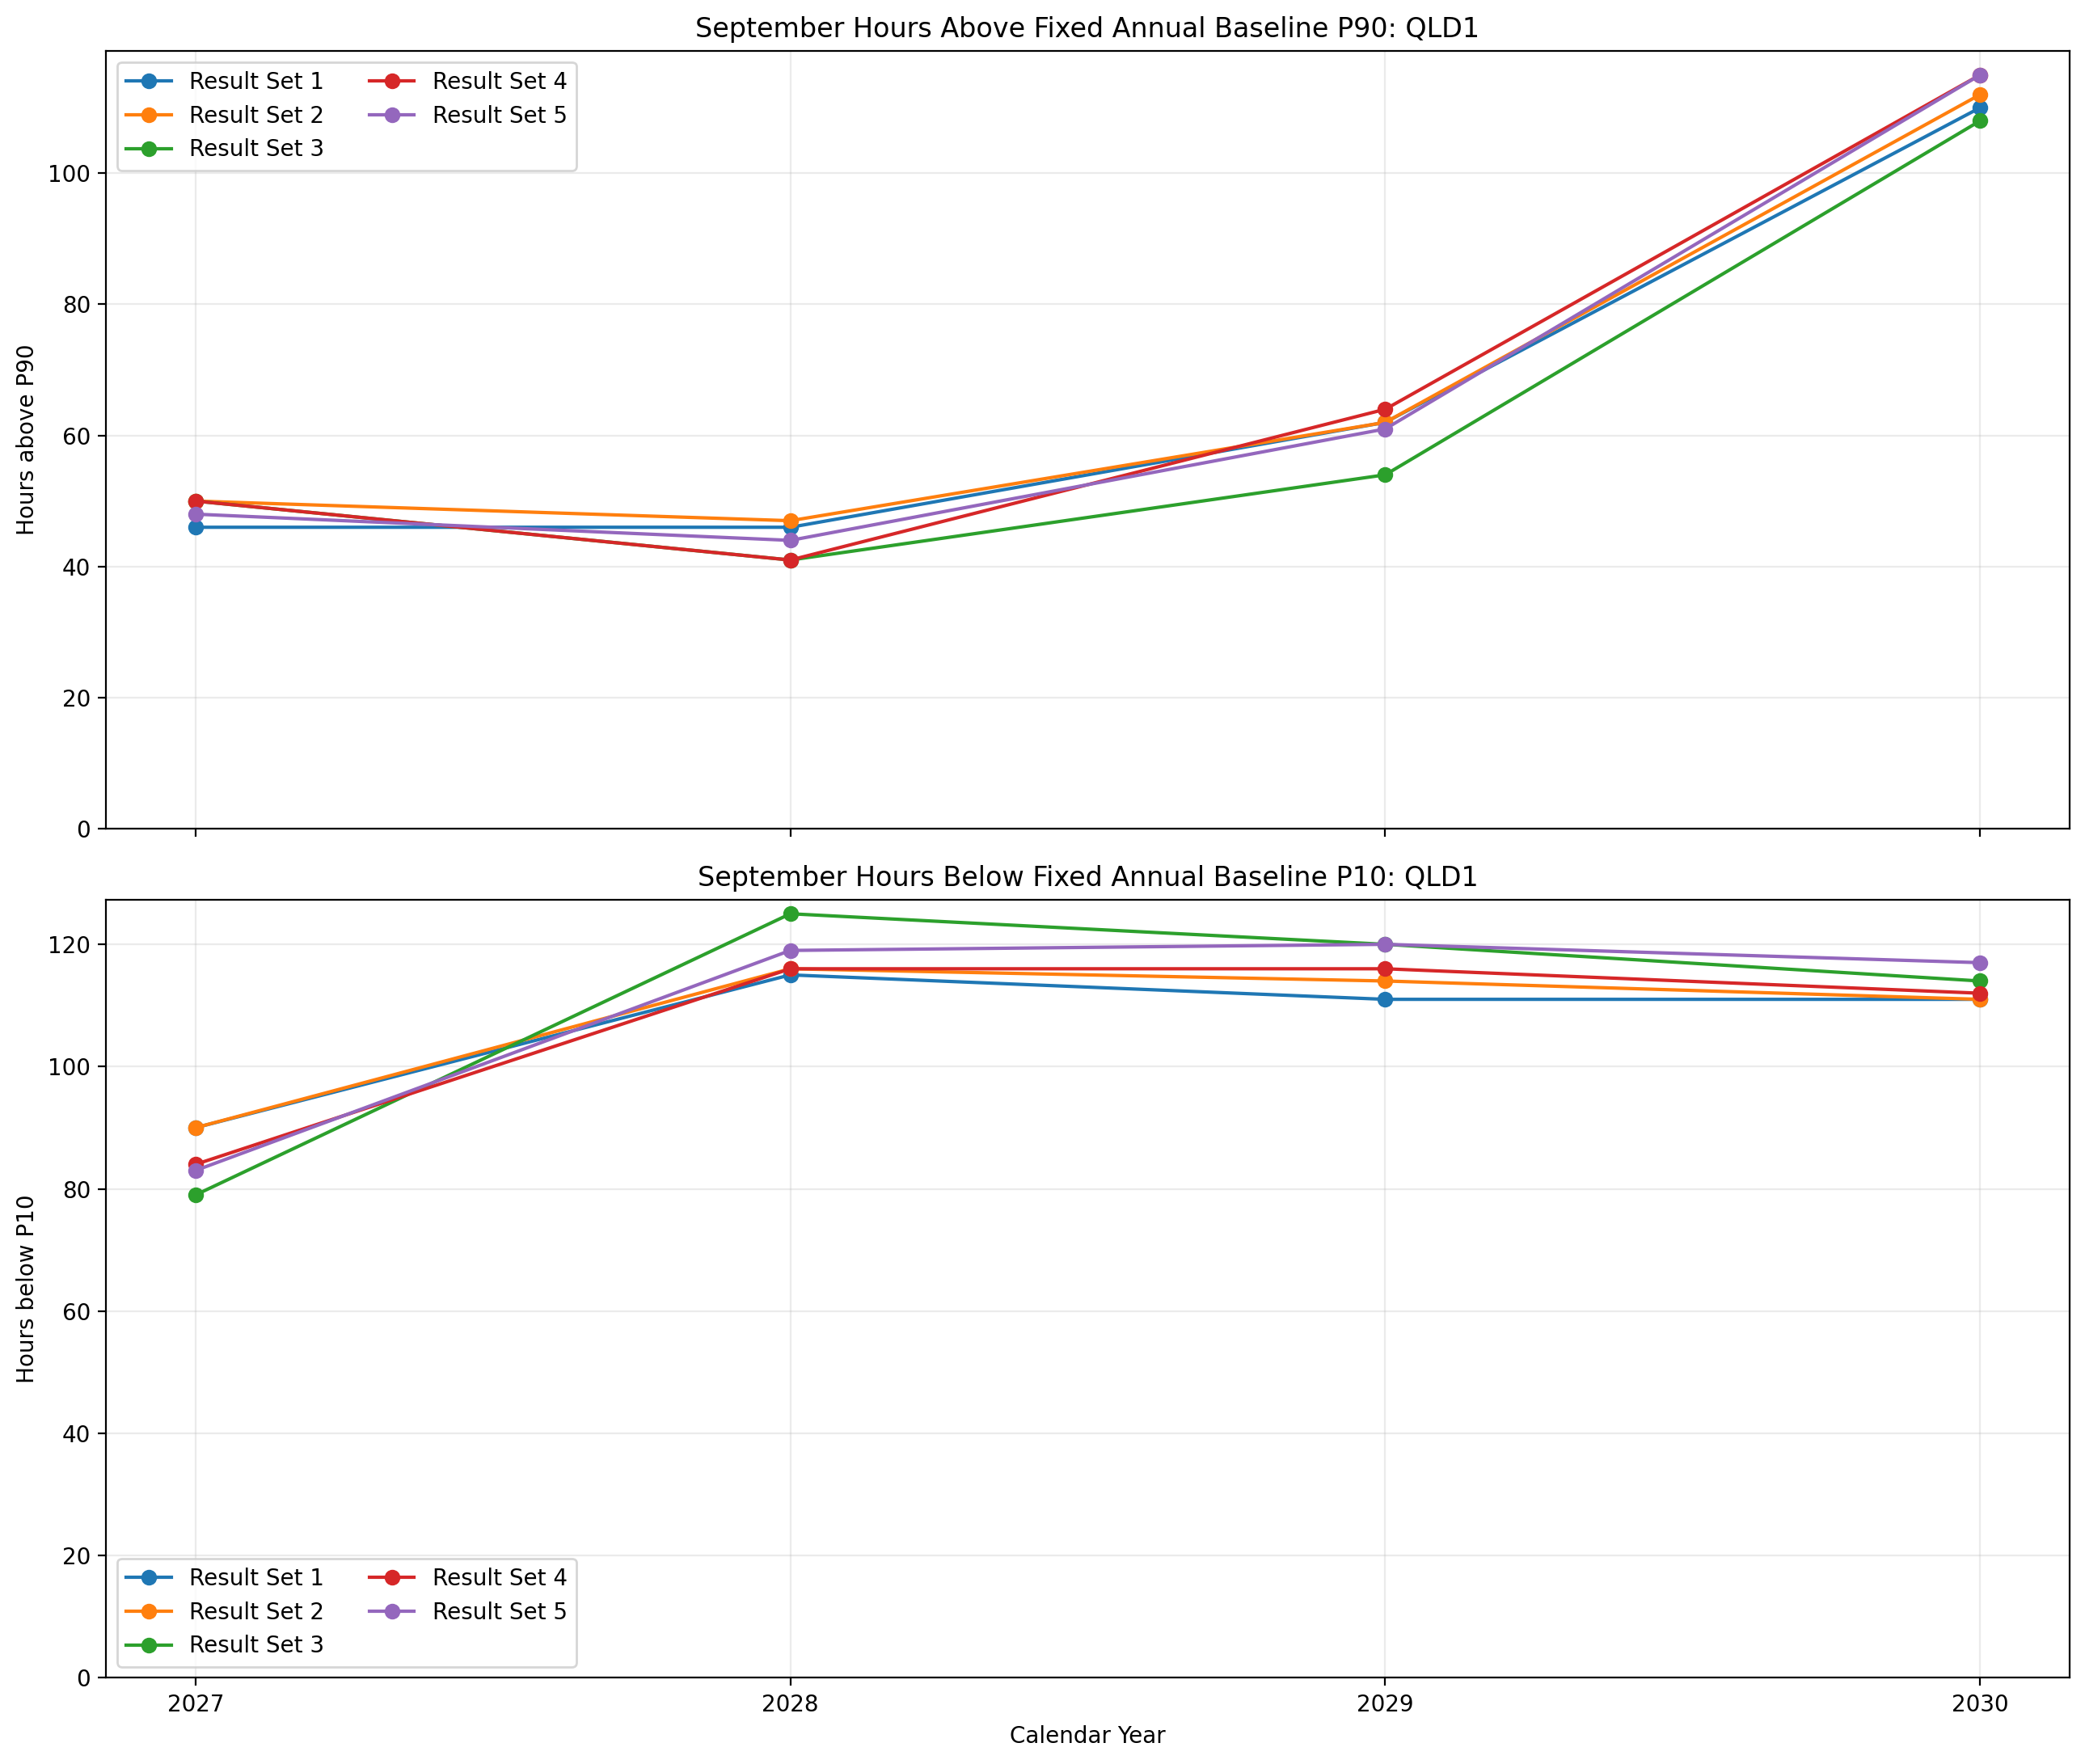 September Hours Above Fixed Annual Baseline P90: QLD1
Result Set 1
Result Set 2
Result Set 3
Result Set 4
Result Set 5
Hours above P90
100
80
60
40
20
0
September Hours Below Fixed Annual Baseline P10: QLD1
Hours below P10
120
100
80
60
40
20
0
Result Set 1
Result Set 2
Result Set 3
Result Set 4
Result Set 5
2027 2028 2029 2030
Calendar Year